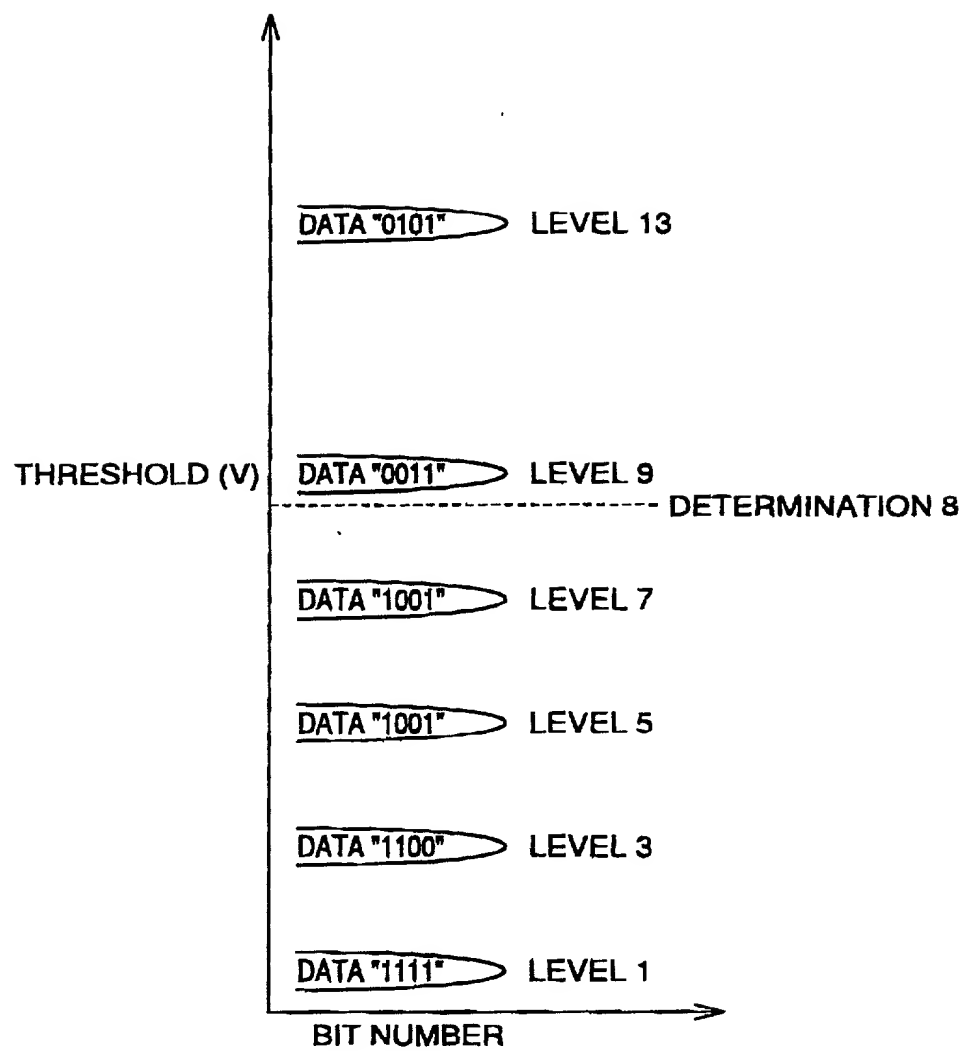 DATA "0101" LEVEL 13
THRESHOLD (V) DATA "0011" LEVEL 9
DETERMINATION 8
DATA "1001" LEVEL 7
DATA "1001" LEVEL 5
DATA "1100" LEVEL 3
DATA "1111" LEVEL 1
BIT NUMBER